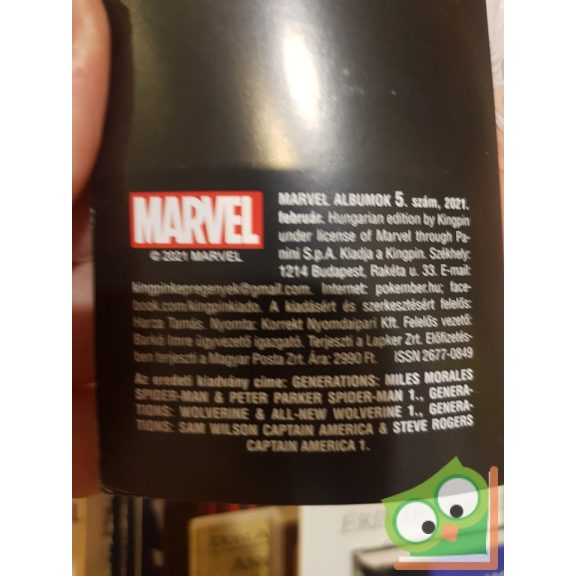 MARVEL
© 2021 MARVEL
MARVEL ALBUMOK 5. szám, 2021.
február. Hungarian edition by Kingpin
under license of Marvel through Pa-
nini S.p.A. Kiadja a Kingpin. Székhely:
1214 Budapest, Rakéta u. 33. E-mail:
kingpinkepregenyek@gmail.com. Internet: pokember.hu; face-
book.com/kingpinkiado. A kiadásért és szerkesztésért felelős:
Harza Tamás. Nyomta: Korrekt Nyomdaipari Kft. Felelős vezető:
Barkó Imre ügyvezető igazgató. Terjeszti a Lapker Zrt. Előfizetés-
ben terjeszti a Magyar Posta Zrt. Ára: 2990 Ft. ISSN 2677-0849
Az eredeti kiadvány címe: GENERATIONS: MILES MORALES
SPIDER-MAN & PETER PARKER SPIDER-MAN 1., GENERA-
TIONS: WOLVERINE & ALL-NEW WOLVERINE 1., GENERA-
TIONS: SAM WILSON CAPTAIN AMERICA & STEVE ROGERS
CAPTAIN AMERICA 1.